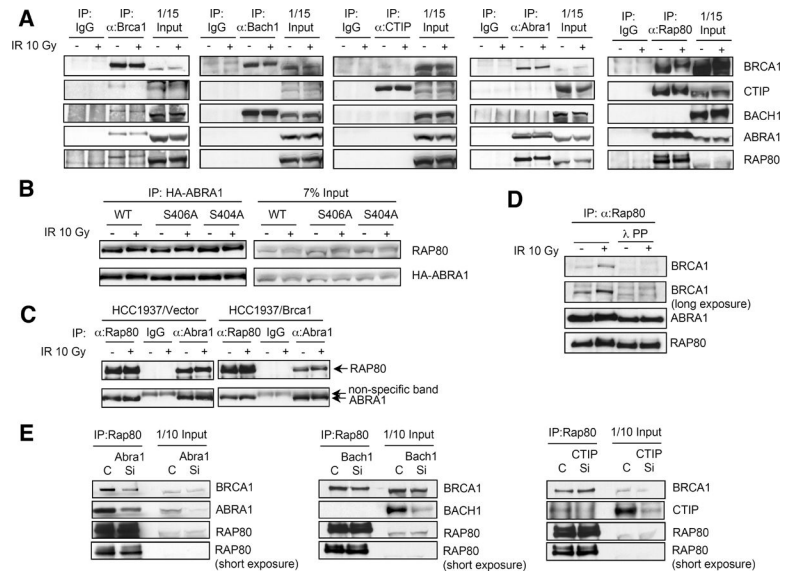 A
IP: IgG
IP: α:Brca1
1/15 Input
IP: IgG
IP: α:Bach1
1/15 Input
IP: IgG
IP: α:CTIP
1/15 Input
IP: IgG
IP: α:Abra1
1/15 Input
IP: IgG
IP: α:Rap80
1/15 Input
IR 10 Gy - + - + - + - + - + - + - + - + - + - + - + - + - + - + - +
BRCA1
CTIP
BACH1
ABRA1
RAP80
B
IP: HA-ABRA1 7% Input
WT S406A S404A WT S406A S404A
IR 10 Gy - + - + - + - + - + - +
RAP80
HA-ABRA1
C
HCC1937/Vector HCC1937/Brca1
IP: α:Rap80 IgG α:Abra1 α:Rap80 IgG α:Abra1
IR 10 Gy - + - + - + - + - + - +
RAP80
non-specific band
ABRA1
D
IP: α:Rap80
λ PP
IR 10 Gy - + - +
BRCA1
BRCA1
(long exposure)
ABRA1
RAP80
E
IP:Rap80 1/10 Input
Abra1 Abra1
C Si C Si
BRCA1
ABRA1
RAP80
RAP80
(short exposure)
IP:Rap80 1/10 Input
Bach1 Bach1
C Si C Si
BRCA1
BACH1
RAP80
RAP80
(short exposure)
IP:Rap80 1/10 Input
CTIP CTIP
C Si C Si
BRCA1
CTIP
RAP80
RAP80
(short exposure)